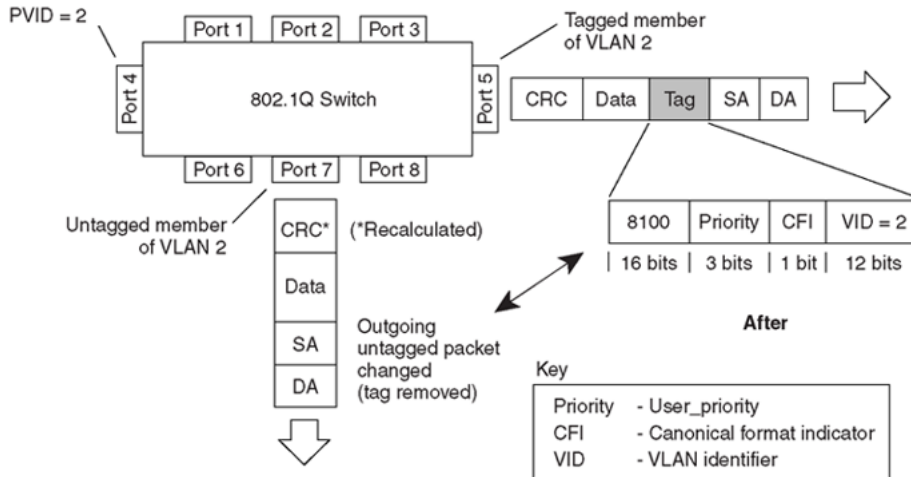 PVID = 2
Port 1
Port 2
Port 3
Tagged member
of VLAN 2
Port 4
802.1Q Switch
Port 5
CRC
Data
Tag
SA
DA
Port 6
Port 7
Port 8
Untagged member
of VLAN 2
CRC*
(*Recalculated)
8100
Priority
CFI
VID = 2
16 bits
3 bits
1 bit
12 bits
Data
SA
DA
Outgoing
untagged packet
changed
(tag removed)
After
Key
Priority - User_priority
CFI - Canonical format indicator
VID - VLAN identifier